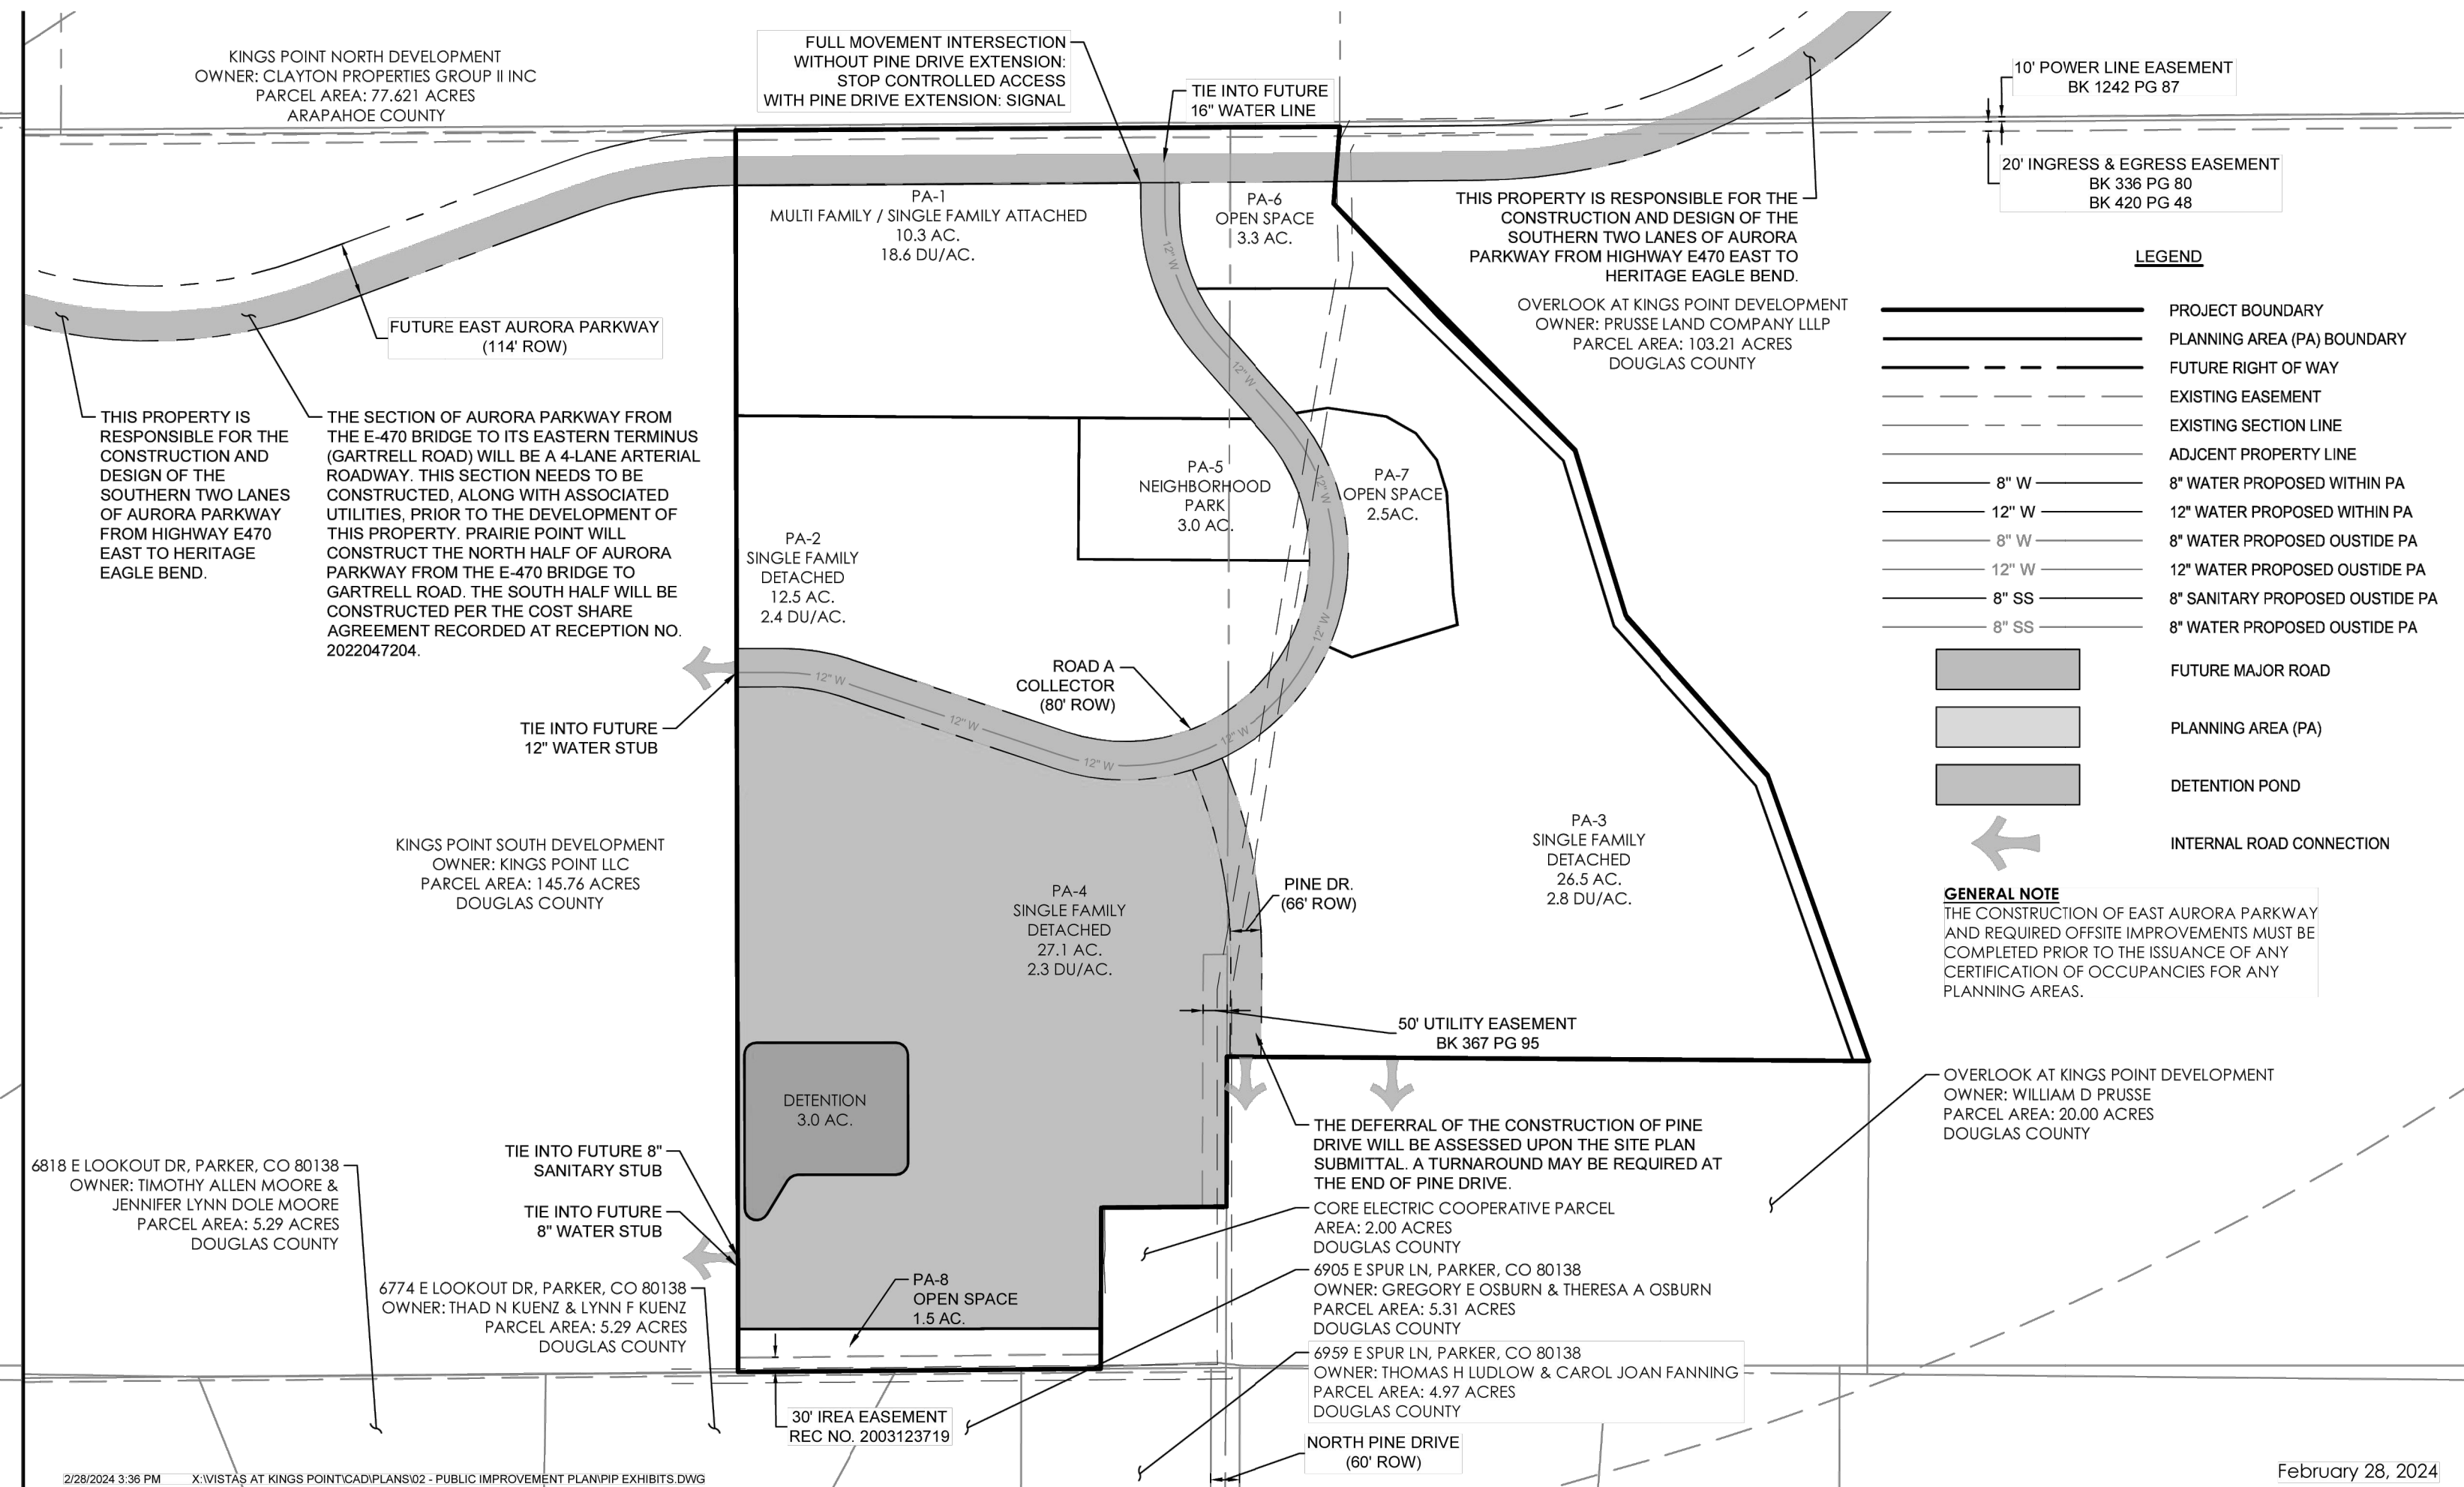 KINGS POINT NORTH DEVELOPMENT
OWNER: CLAYTON PROPERTIES GROUP II INC
PARCEL AREA: 77.621 ACRES
ARAPAHOE COUNTY
FULL MOVEMENT INTERSECTION
WITHOUT PINE DRIVE EXTENSION:
STOP CONTROLLED ACCESS
WITH PINE DRIVE EXTENSION: SIGNAL
TIE INTO FUTURE
16" WATER LINE
10' POWER LINE EASEMENT
BK 1242 PG 87
20' INGRESS & EGRESS EASEMENT
BK 336 PG 80
BK 420 PG 48
PA-1
MULTI FAMILY / SINGLE FAMILY ATTACHED
10.3 AC.
18.6 DU/AC.
PA-6
OPEN SPACE
3.3 AC.
THIS PROPERTY IS RESPONSIBLE FOR THE
CONSTRUCTION AND DESIGN OF THE
SOUTHERN TWO LANES OF AURORA
PARKWAY FROM HIGHWAY E470 EAST TO
HERITAGE EAGLE BEND.
OVERLOOK AT KINGS POINT DEVELOPMENT
OWNER: PRUSSE LAND COMPANY LLLP
PARCEL AREA: 103.21 ACRES
DOUGLAS COUNTY
FUTURE EAST AURORA PARKWAY
(114' ROW)
THIS PROPERTY IS
RESPONSIBLE FOR THE
CONSTRUCTION AND
DESIGN OF THE
SOUTHERN TWO LANES
OF AURORA PARKWAY
FROM HIGHWAY E470
EAST TO HERITAGE
EAGLE BEND.
THE SECTION OF AURORA PARKWAY FROM
THE E-470 BRIDGE TO ITS EASTERN TERMINUS
(GARTRELL ROAD) WILL BE A 4-LANE ARTERIAL
ROADWAY. THIS SECTION NEEDS TO BE
CONSTRUCTED, ALONG WITH ASSOCIATED
UTILITIES, PRIOR TO THE DEVELOPMENT OF
THIS PROPERTY. PRAIRIE POINT WILL
CONSTRUCT THE NORTH HALF OF AURORA
PARKWAY FROM THE E-470 BRIDGE TO
GARTRELL ROAD. THE SOUTH HALF WILL BE
CONSTRUCTED PER THE COST SHARE
AGREEMENT RECORDED AT RECEPTION NO.
2022047204.
12" W
12" W
12" W
12" W
12" W
12" W
12" W
12" W
PA-5
NEIGHBORHOOD
PARK
3.0 AC.
PA-7
OPEN SPACE
2.5AC.
PA-2
SINGLE FAMILY
DETACHED
12.5 AC.
2.4 DU/AC.
ROAD A
COLLECTOR
(80' ROW)
TIE INTO FUTURE
12" WATER STUB
KINGS POINT SOUTH DEVELOPMENT
OWNER: KINGS POINT LLC
PARCEL AREA: 145.76 ACRES
DOUGLAS COUNTY
PA-4
SINGLE FAMILY
DETACHED
27.1 AC.
2.3 DU/AC.
PINE DR.
(66' ROW)
PA-3
SINGLE FAMILY
DETACHED
26.5 AC.
2.8 DU/AC.
50' UTILITY EASEMENT
BK 367 PG 95
DETENTION
3.0 AC.
THE DEFERRAL OF THE CONSTRUCTION OF PINE
DRIVE WILL BE ASSESSED UPON THE SITE PLAN
SUBMITTAL. A TURNAROUND MAY BE REQUIRED AT
THE END OF PINE DRIVE.
CORE ELECTRIC COOPERATIVE PARCEL
AREA: 2.00 ACRES
DOUGLAS COUNTY
6905 E SPUR LN, PARKER, CO 80138
OWNER: GREGORY E OSBURN & THERESA A OSBURN
PARCEL AREA: 5.31 ACRES
DOUGLAS COUNTY
6959 E SPUR LN, PARKER, CO 80138
OWNER: THOMAS H LUDLOW & CAROL JOAN FANNING
PARCEL AREA: 4.97 ACRES
DOUGLAS COUNTY
NORTH PINE DRIVE
(60' ROW)
6818 E LOOKOUT DR, PARKER, CO 80138
OWNER: TIMOTHY ALLEN MOORE &
JENNIFER LYNN DOLE MOORE
PARCEL AREA: 5.29 ACRES
DOUGLAS COUNTY
TIE INTO FUTURE 8"
SANITARY STUB
TIE INTO FUTURE
8" WATER STUB
6774 E LOOKOUT DR, PARKER, CO 80138
OWNER: THAD N KUENZ & LYNN F KUENZ
PARCEL AREA: 5.29 ACRES
DOUGLAS COUNTY
PA-8
OPEN SPACE
1.5 AC.
30' IREA EASEMENT
REC NO. 2003123719
LEGEND
PROJECT BOUNDARY
PLANNING AREA (PA) BOUNDARY
FUTURE RIGHT OF WAY
EXISTING EASEMENT
EXISTING SECTION LINE
ADJCENT PROPERTY LINE
8" W 8" WATER PROPOSED WITHIN PA
12" W 12" WATER PROPOSED WITHIN PA
8" W 8" WATER PROPOSED OUSTIDE PA
12" W 12" WATER PROPOSED OUSTIDE PA
8" SS 8" SANITARY PROPOSED OUSTIDE PA
8" SS 8" WATER PROPOSED OUSTIDE PA
FUTURE MAJOR ROAD
PLANNING AREA (PA)
DETENTION POND
INTERNAL ROAD CONNECTION
GENERAL NOTE
THE CONSTRUCTION OF EAST AURORA PARKWAY
AND REQUIRED OFFSITE IMPROVEMENTS MUST BE
COMPLETED PRIOR TO THE ISSUANCE OF ANY
CERTIFICATION OF OCCUPANCIES FOR ANY
PLANNING AREAS.
OVERLOOK AT KINGS POINT DEVELOPMENT
OWNER: WILLIAM D PRUSSE
PARCEL AREA: 20.00 ACRES
DOUGLAS COUNTY
2/28/2024 3:36 PM X:\VISTAS AT KINGS POINT\CAD\PLANS\02 - PUBLIC IMPROVEMENT PLAN\PIP EXHIBITS.DWG
February 28, 2024